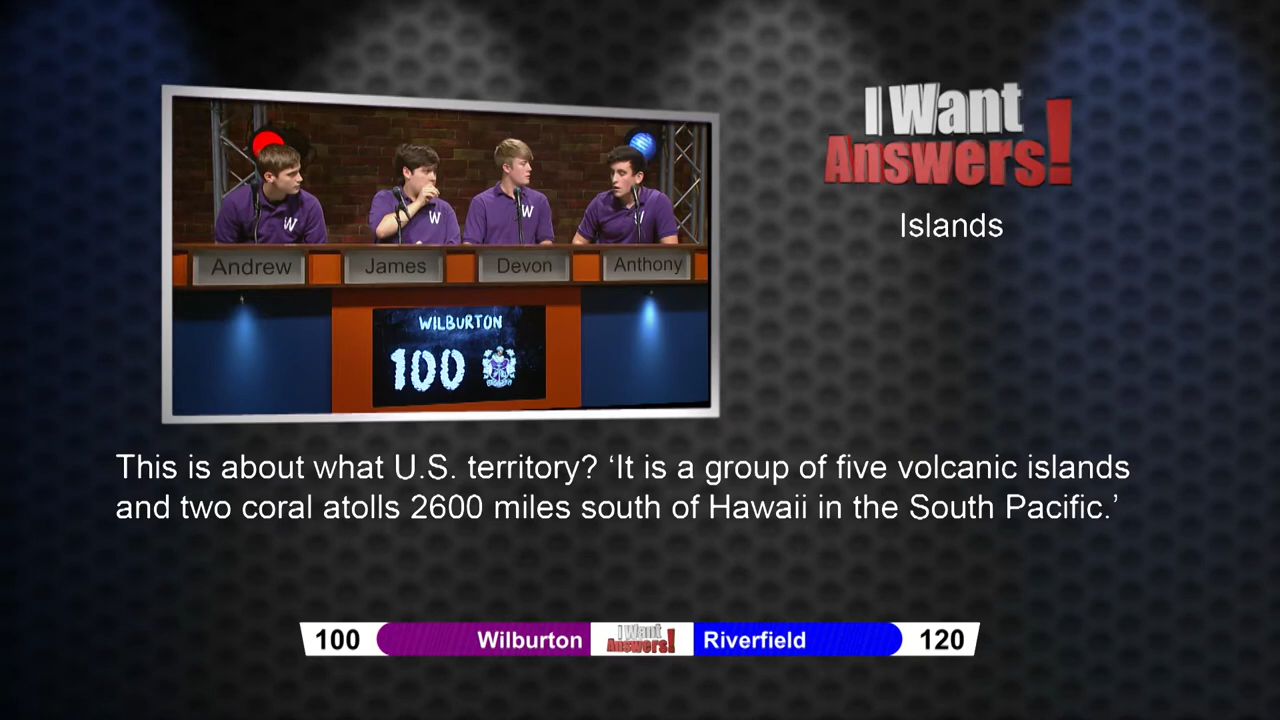 I Want
Answers!
Islands
W
W
W
W
Andrew
James
Devon
Anthony
WILBURTON
100
This is about what U.S. territory? ‘It is a group of five volcanic islands
and two coral atolls 2600 miles south of Hawaii in the South Pacific.’
100 Wilburton I Want Answers! Riverfield 120